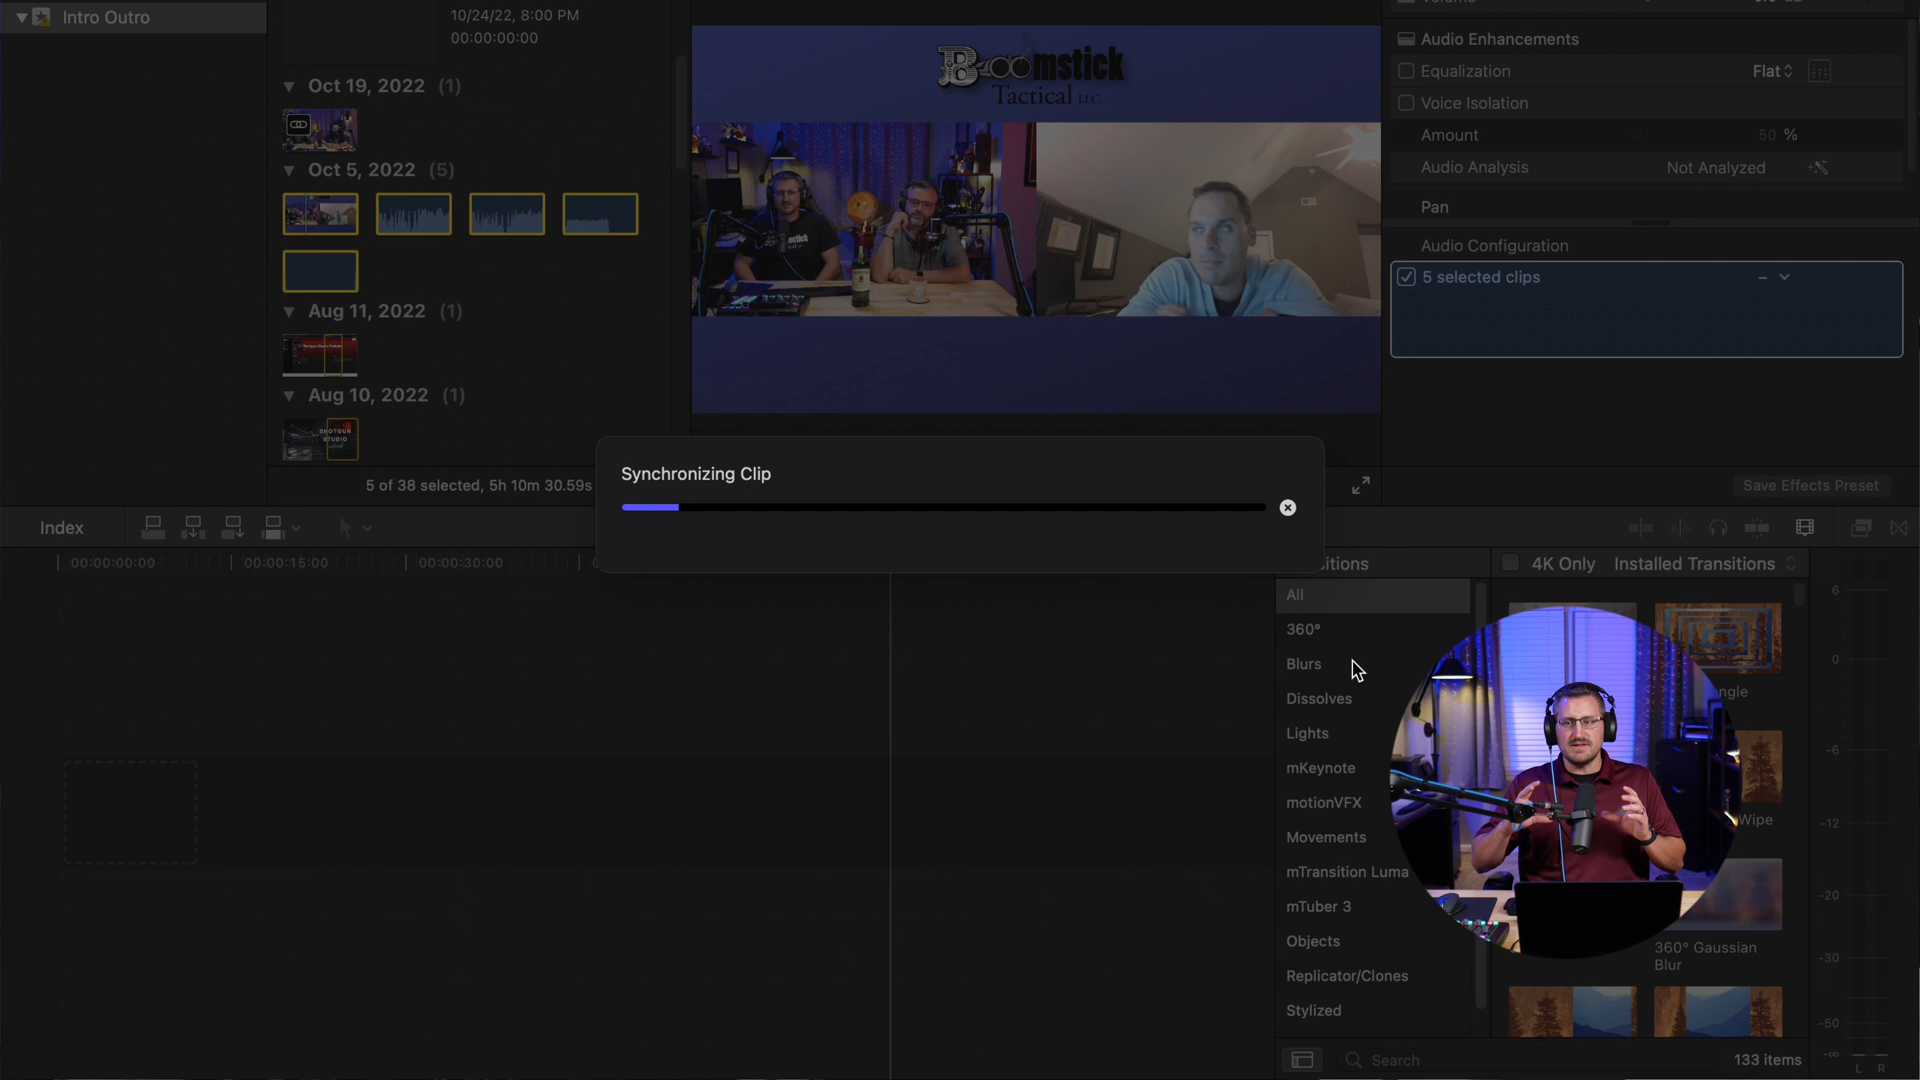 Intro Outro
10/24/22, 8:00 PM
00:00:00:00
Oct 19, 2022 (1)
Oct 5, 2022 (5)
Aug 11, 2022 (1)
Aug 10, 2022 (1)
SHOTGUN
STUDIO
5 of 38 selected, 5h 10m 30.59s
Boomstick
Tactical LLC.
Volume
Audio Enhancements
Equalization
Flat
Voice Isolation
Amount
50 %
Audio Analysis
Not Analyzed
Pan
Audio Configuration
5 selected clips
Save Effects Preset
Synchronizing Clip
Index
00:00:00:00
00:00:15:00
00:00:30:00
sitions
4K Only
Installed Transitions
All
360°
Blurs
Dissolves
Lights
mKeynote
motionVFX
Movements
mTransition Luma
mTuber 3
Objects
Replicator/Clones
Stylized
ngle
Wipe
360° Gaussian
Blur
6
0
-6
-12
-20
-30
-50
-∞
L R
Search
133 items